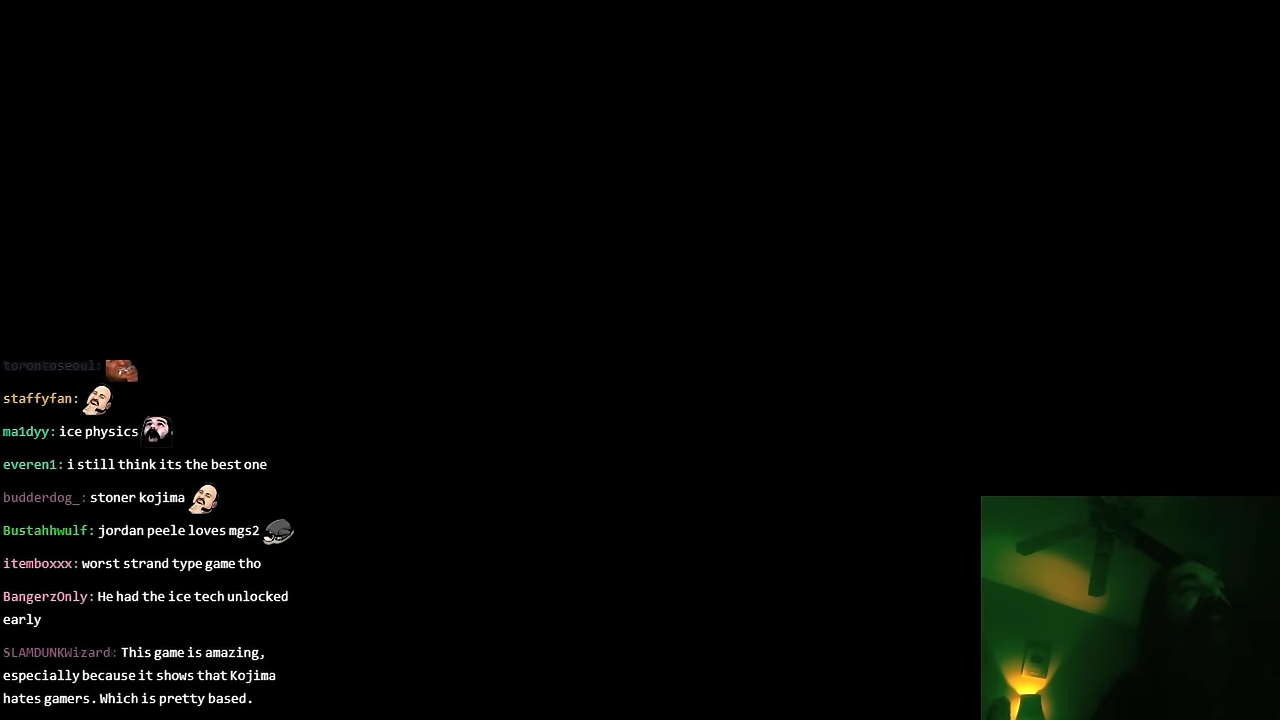 torontoseoul:
staffyfan:
ma1dyy: ice physics
everen1: i still think its the best one
budderdog_: stoner kojima
Bustahhwulf: jordan peele loves mgs2
itemboxxx: worst strand type game tho
BangerzOnly: He had the ice tech unlocked
early
SLAMDUNKWizard: This game is amazing,
especially because it shows that Kojima
hates gamers. Which is pretty based.